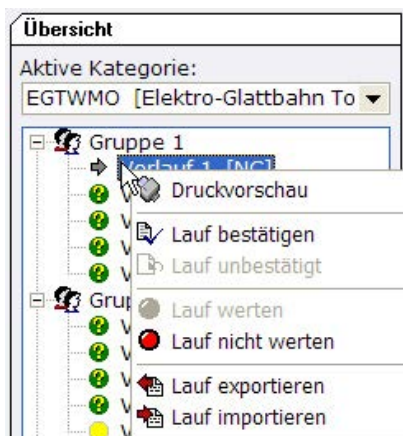 Übersicht
Aktive Kategorie:
EGTWMO [Elektro-Glattbahn To
Gruppe 1
Vorlauf 1 [NC]
Druckvorschau
Lauf bestätigen
Lauf unbestätigt
Lauf werten
Lauf nicht werten
Lauf exportieren
Lauf importieren